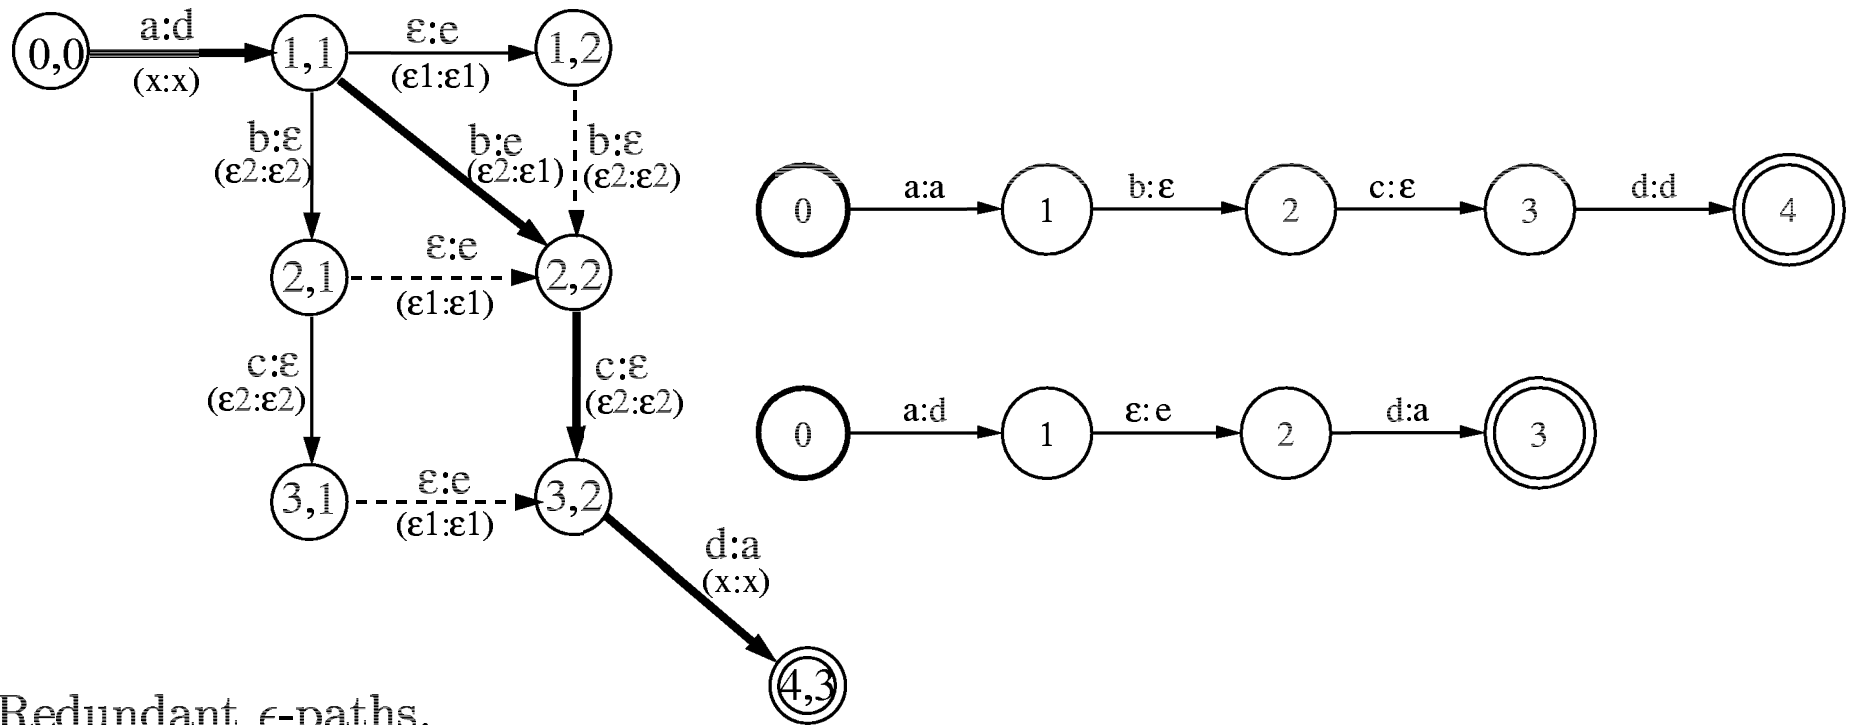 0,0
a:d
(x:x)
1,1
ε:e
(ε1:ε1)
1,2
b:ε
(ε2:ε2)
b:e
(ε2:ε1)
b:ε
(ε2:ε2)
2,1
ε:e
(ε1:ε1)
2,2
c:ε
(ε2:ε2)
c:ε
(ε2:ε2)
3,1
ε:e
(ε1:ε1)
3,2
d:a
(x:x)
4,3
0 a:a 1 b:ε 2 c:ε 3 d:d 4
0 a:d 1 ε:e 2 d:a 3
Redundant ϵ-paths.